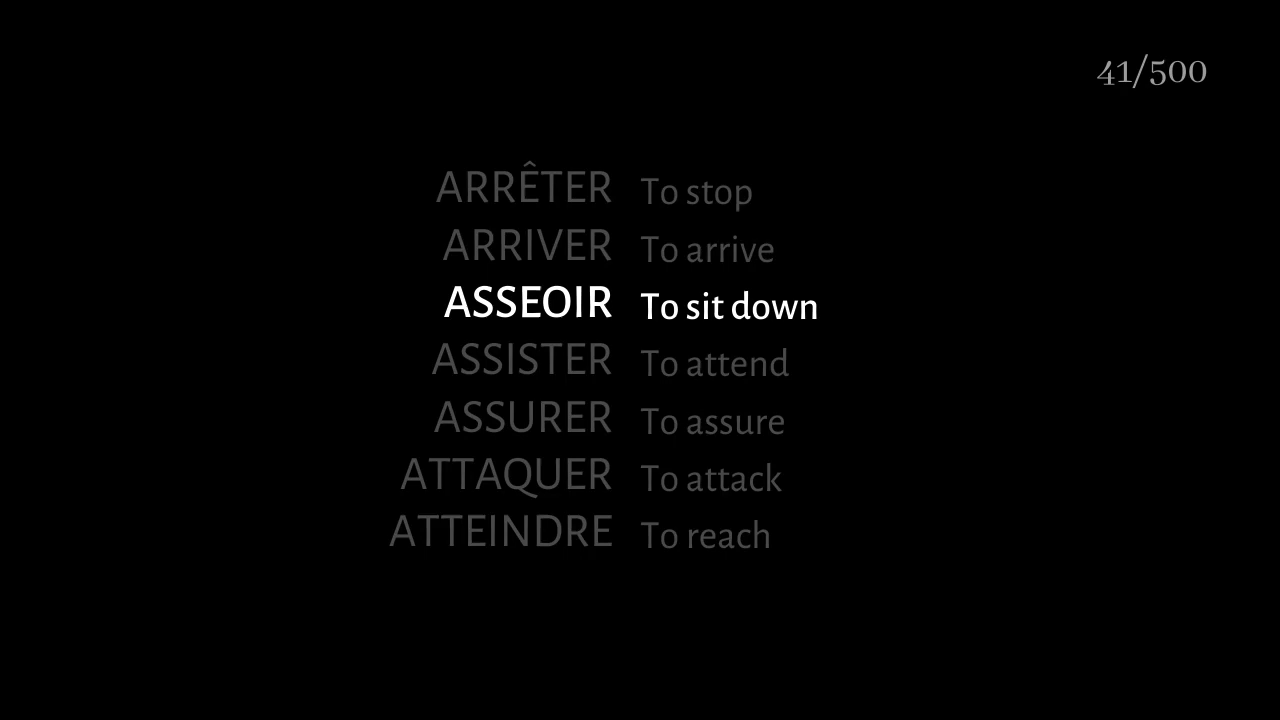 41/500
ARRÊTER To stop
ARRIVER To arrive
ASSEOIR To sit down
ASSISTER To attend
ASSURER To assure
ATTAQUER To attack
ATTEINDRE To reach